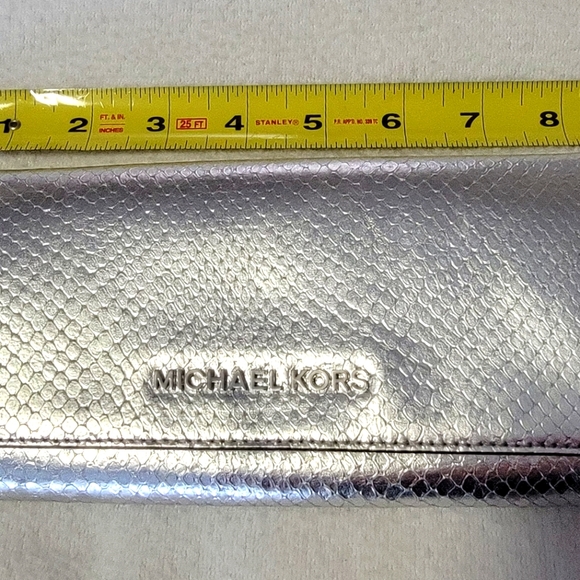 1 2 FT. & IN. INCHES 3 25 FT 4 STANLEY® 5 6 7 8
MICHAEL KORS